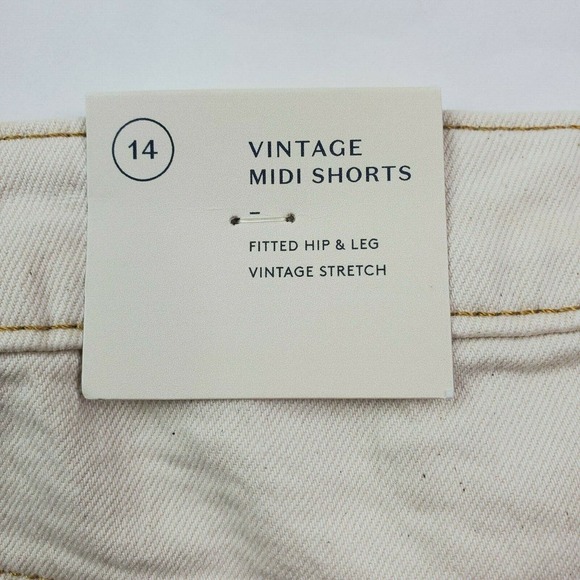 14
VINTAGE
MIDI SHORTS
–
FITTED HIP & LEG
VINTAGE STRETCH